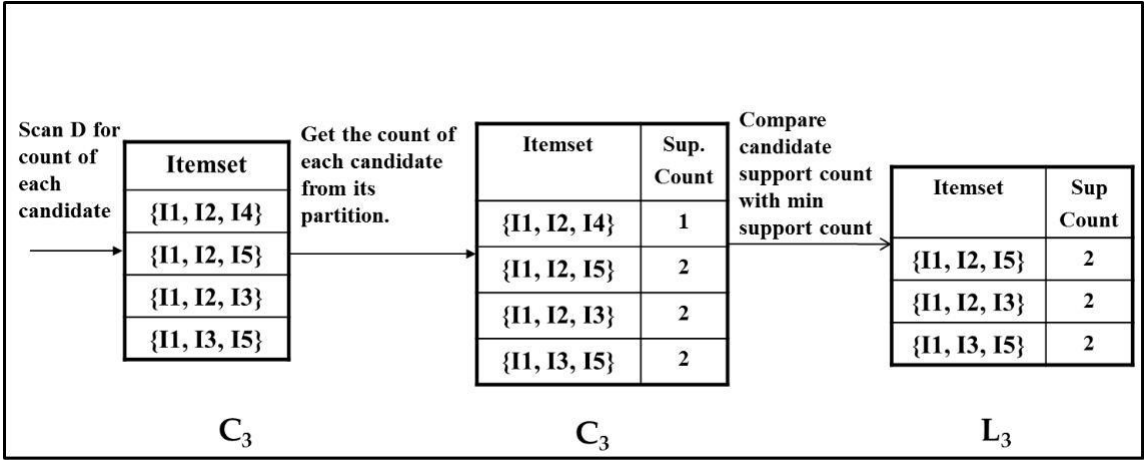 Scan D for
count of
each
candidate
Itemset
{I1, I2, I4}
{I1, I2, I5}
{I1, I2, I3}
{I1, I3, I5}
C3
Get the count of
each candidate
from its
partition.
Itemset Sup.
Count
{I1, I2, I4} 1
{I1, I2, I5} 2
{I1, I2, I3} 2
{I1, I3, I5} 2
C3
Compare
candidate
support count
with min
support count
Itemset Sup
Count
{I1, I2, I5} 2
{I1, I2, I3} 2
{I1, I3, I5} 2
L3